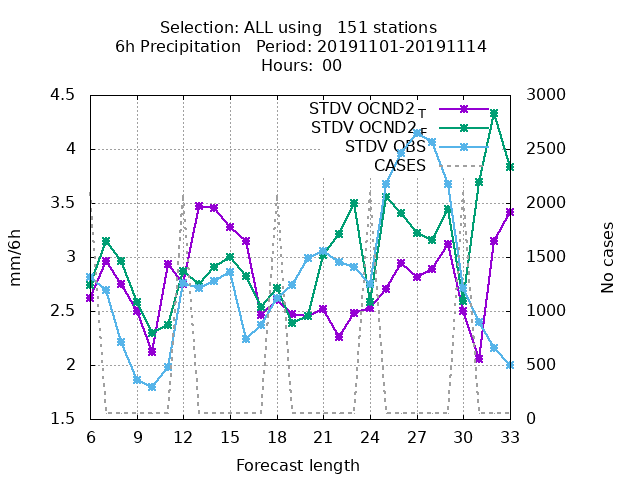 Selection: ALL using   151 stations
6h Precipitation   Period: 20191101-20191114
Hours: 00
STDV OCND2 T
STDV OCND2 F
STDV OBS
CASES
4.5
4
3.5
3
2.5
2
1.5
3000
2500
2000
1500
1000
500
0
mm/6h
No cases
6 9 12 15 18 21 24 27 30 33
Forecast length